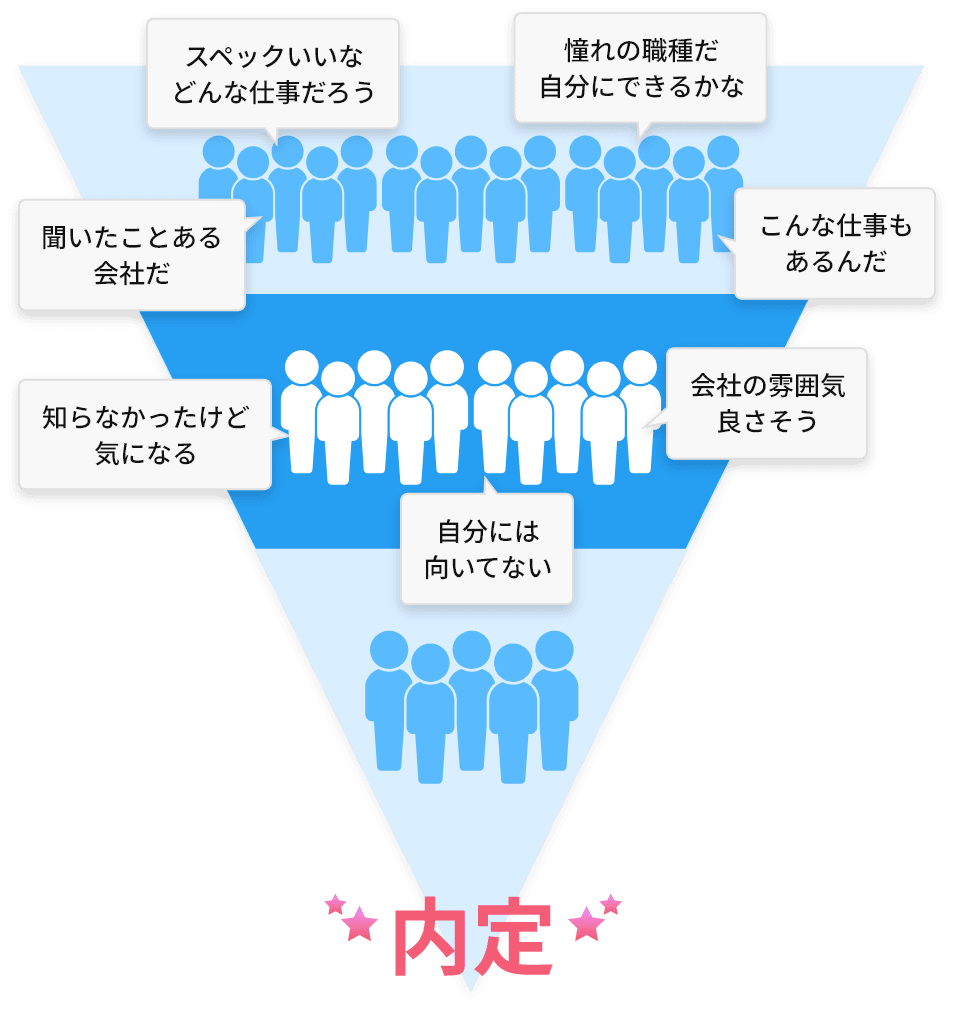 スペックいいな
どんな仕事だろう
憧れの職種だ
自分にできるかな
聞いたことある
会社だ
こんな仕事も
あるんだ
知らなかったけど
気になる
会社の雰囲気
良さそう
自分には
向いてない
内定